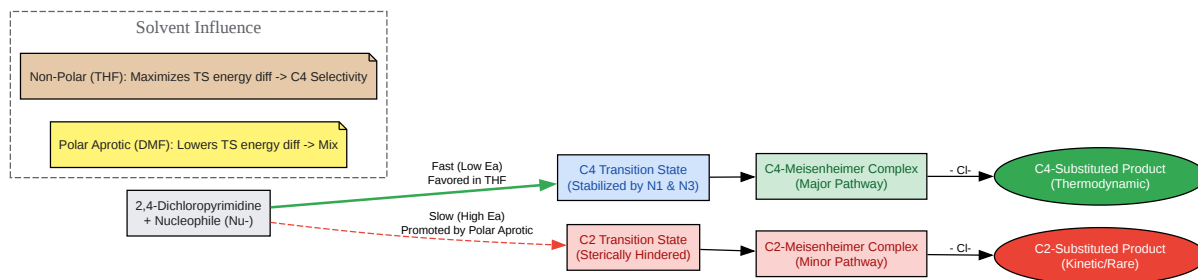 Solvent Influence
Non-Polar (THF): Maximizes TS energy diff -> C4 Selectivity
Polar Aprotic (DMF): Lowers TS energy diff -> Mix
2,4-Dichloropyrimidine
+ Nucleophile (Nu-)
Fast (Low Ea)
Favored in THF
C4 Transition State
(Stabilized by N1 & N3)
C4-Meisenheimer Complex
(Major Pathway)
- Cl-
C4-Substituted Product
(Thermodynamic)
Slow (High Ea)
Promoted by Polar Aprotic
C2 Transition State
(Sterically Hindered)
C2-Meisenheimer Complex
(Minor Pathway)
- Cl-
C2-Substituted Product
(Kinetic/Rare)